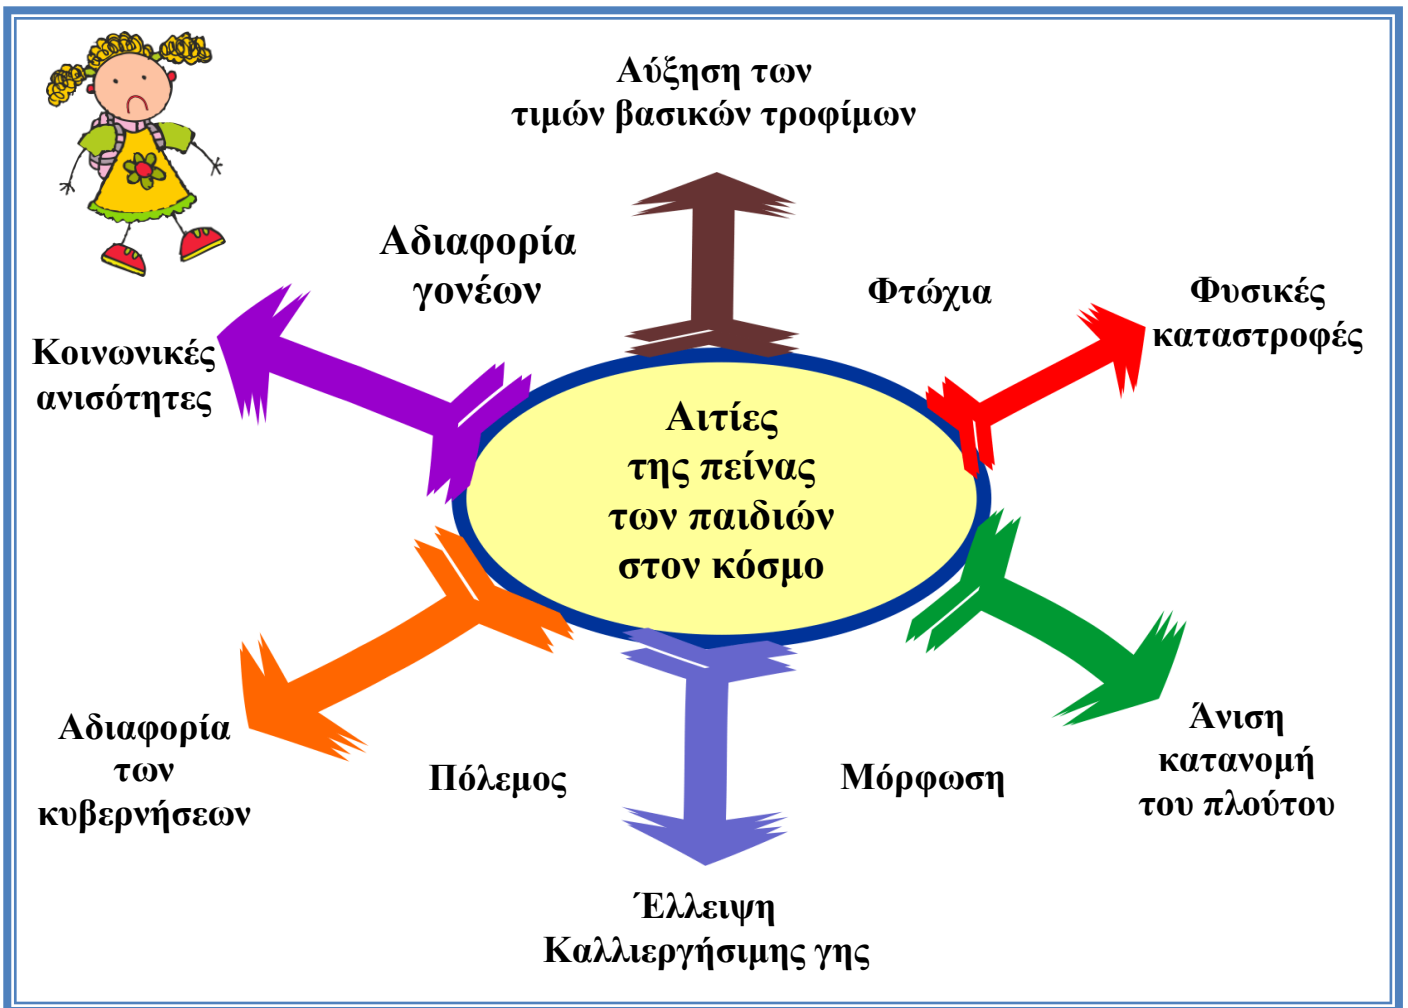 Αύξηση των
τιμών βασικών τροφίμων
Αδιαφορία
γονέων
Φτώχια
Φυσικές
καταστροφές
Κοινωνικές
ανισότητες
Αιτίες
της πείνας
των παιδιών
στον κόσμο
Αδιαφορία
των
κυβερνήσεων
Πόλεμος
Μόρφωση
Άνιση
κατανομή
του πλούτου
Έλλειψη
Καλλιεργήσιμης γης